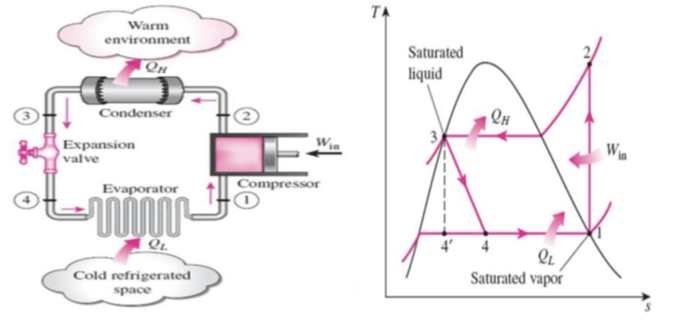 Warm
environment
QH
Condenser
3
2
Expansion
valve
Win
Evaporator
Compressor
4
1
QL
Cold refrigerated
space
T
Saturated
liquid
2
QH
3
Win
4'
4
QL
1
Saturated vapor
s